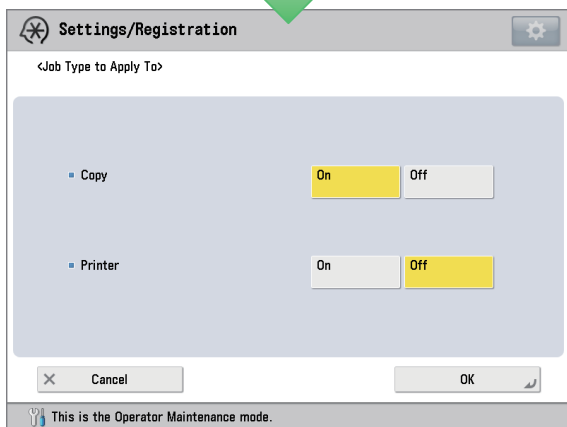 Settings/Registration
<Job Type to Apply To>
Copy
On
Off
Printer
On
Off
Cancel
OK
This is the Operator Maintenance mode.